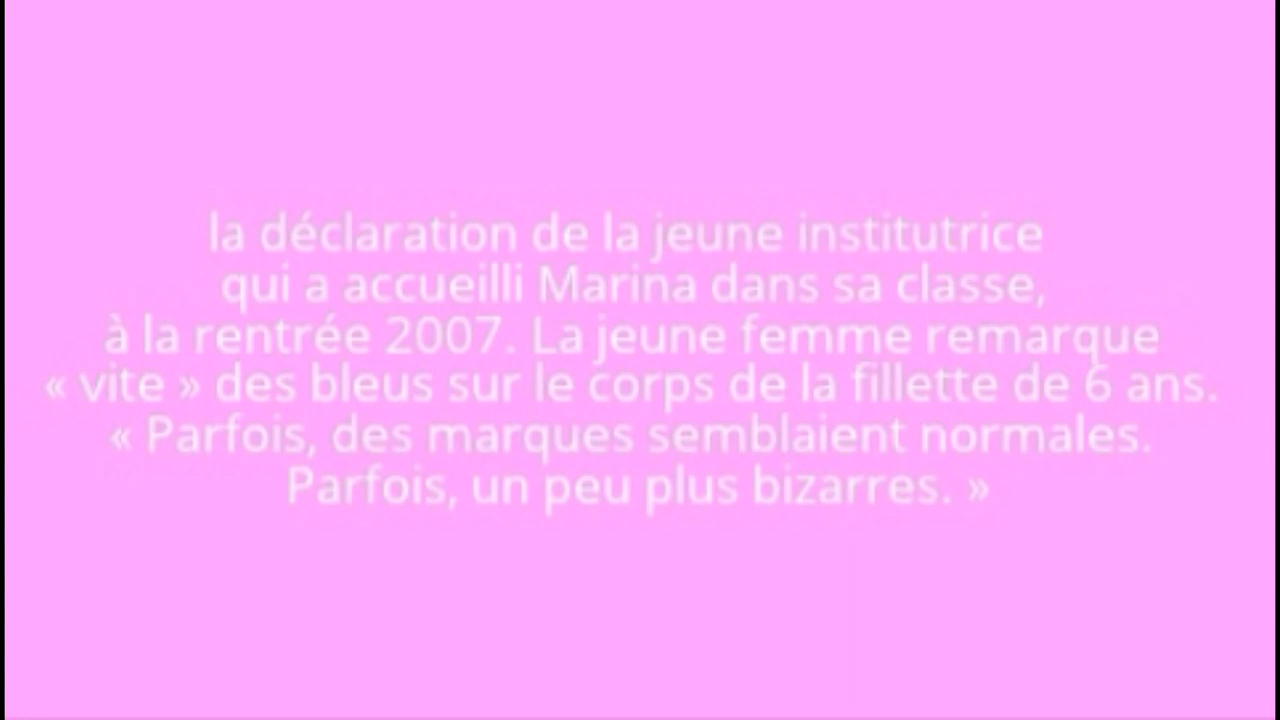 la déclaration de la jeune institutrice
qui a accueilli Marina dans sa classe,
à la rentrée 2007. La jeune femme remarque
« vite » des bleus sur le corps de la fillette de 6 ans.
« Parfois, des marques semblaient normales.
Parfois, un peu plus bizarres. »